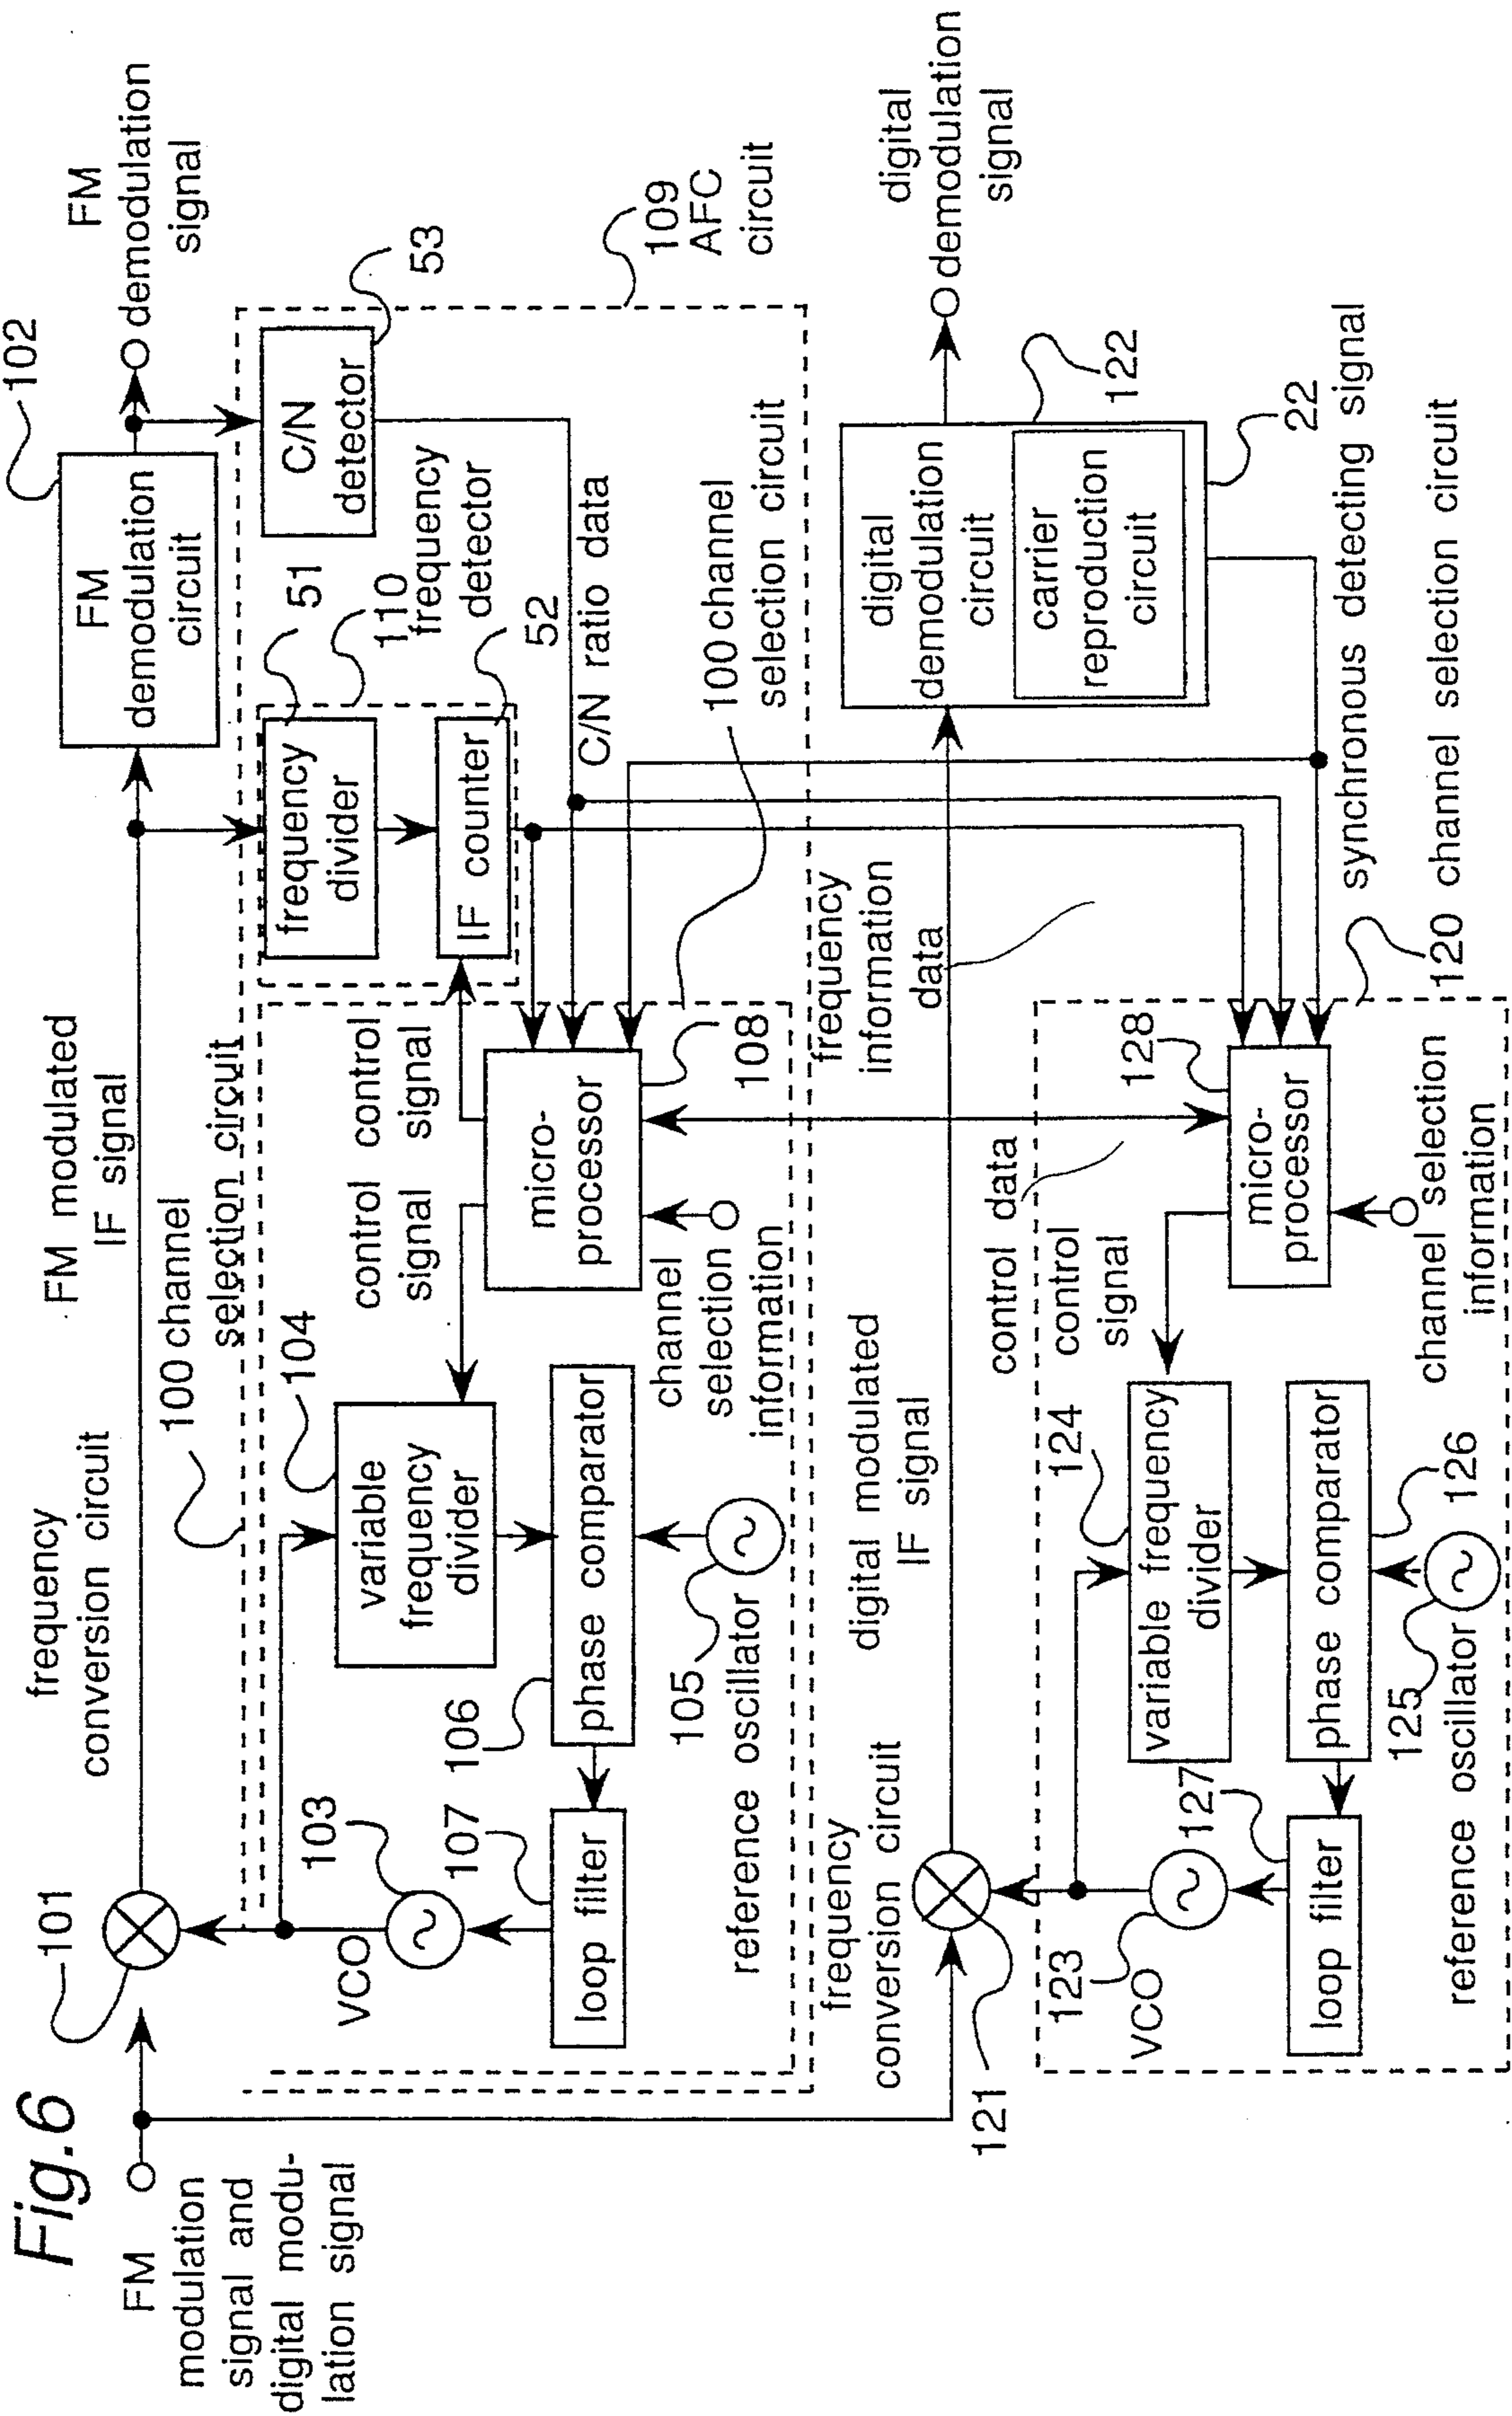 Fig.6
FM
modulation
signal and
digital modu-
lation signal
101
frequency
conversion circuit
FM modulated
IF signal
102
FM
demodulation
circuit
FM
demodulation
signal
100 channel
selection circuit
51
frequency
divider
110
frequency
detector
IF counter
52
C/N
detector
53
109
AFC
circuit
C/N ratio data
100 channel
selection circuit
103
VCO
104
variable
frequency
divider
control
signal
control
signal
micro-
processor
108
channel
selection
information
106
phase comparator
105
reference oscillator
107
loop filter
frequency
information
data
frequency
conversion circuit
121
digital modulated
IF signal
digital
demodulation
circuit
carrier
reproduction
circuit
122
22
digital
demodulation
signal
synchronous detecting signal
120 channel selection circuit
control data
control
signal
128
micro-
processor
channel selection
information
124
variable frequency
divider
phase comparator
126
125
reference oscillator
127
loop filter
123
VCO